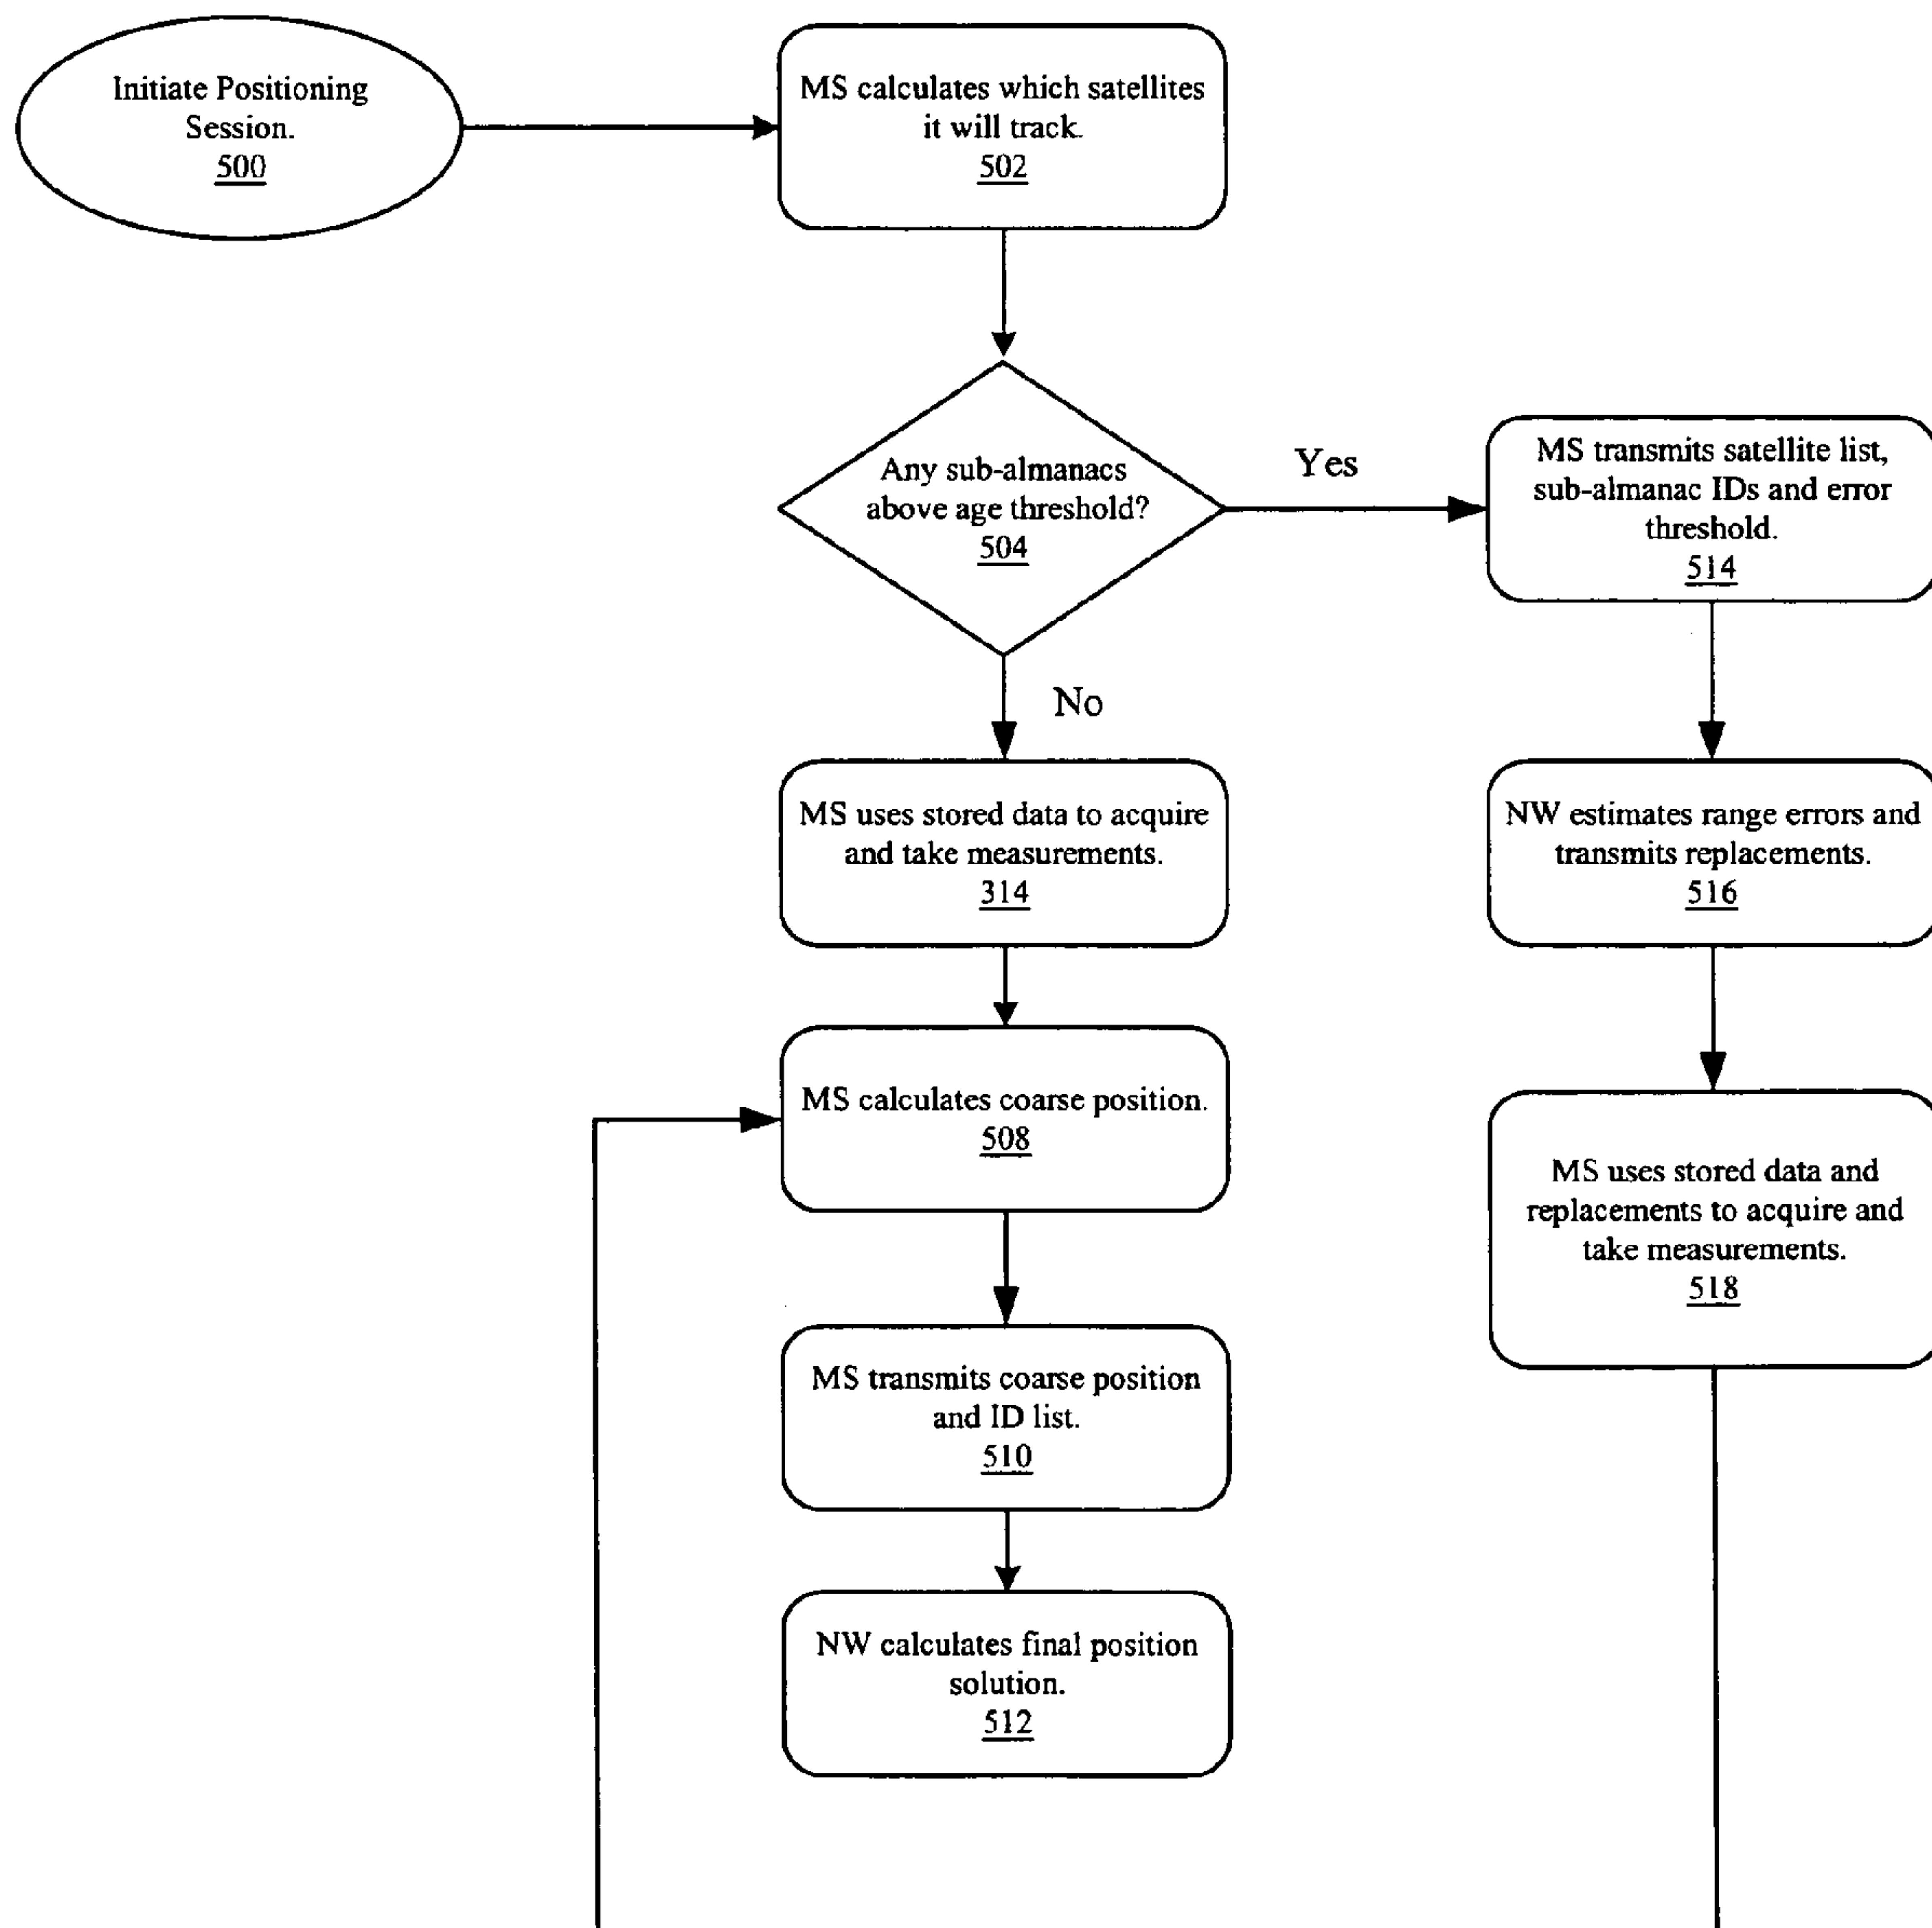 Initiate Positioning
Session.
500
MS calculates which satellites
it will track.
502
Any sub-almanacs
above age threshold?
504
Yes
No
MS transmits satellite list,
sub-almanac IDs and error
threshold.
514
MS uses stored data to acquire
and take measurements.
314
NW estimates range errors and
transmits replacements.
516
MS calculates coarse position.
508
MS uses stored data and
replacements to acquire and
take measurements.
518
MS transmits coarse position
and ID list.
510
NW calculates final position
solution.
512